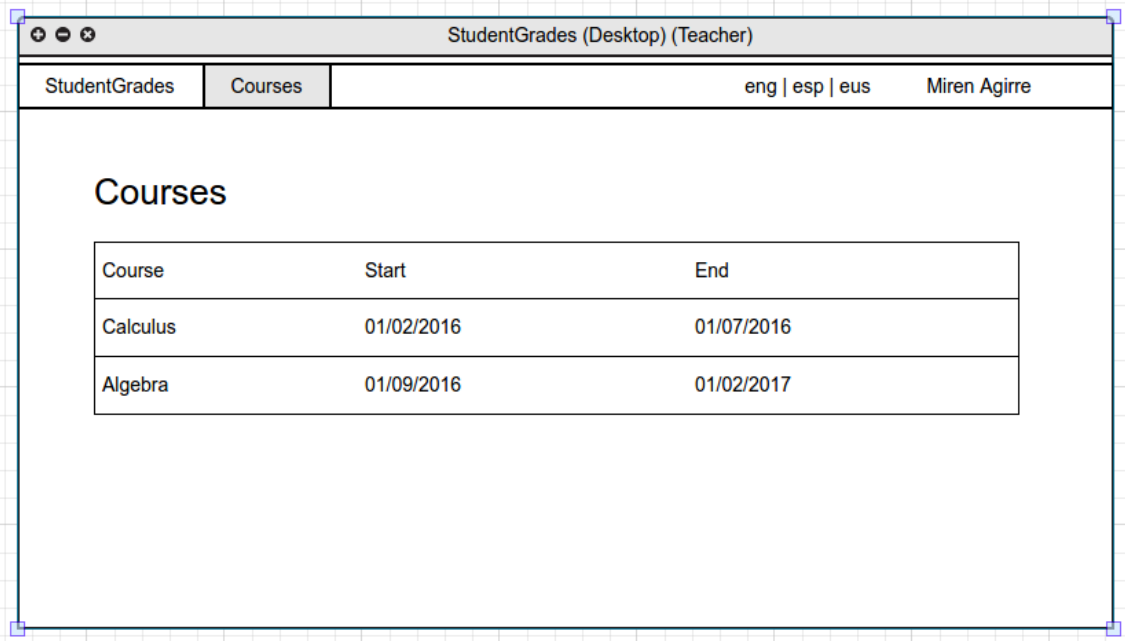 StudentGrades (Desktop) (Teacher)
StudentGrades Courses eng | esp | eus Miren Agirre
Courses
Course Start End
Calculus 01/02/2016 01/07/2016
Algebra 01/09/2016 01/02/2017